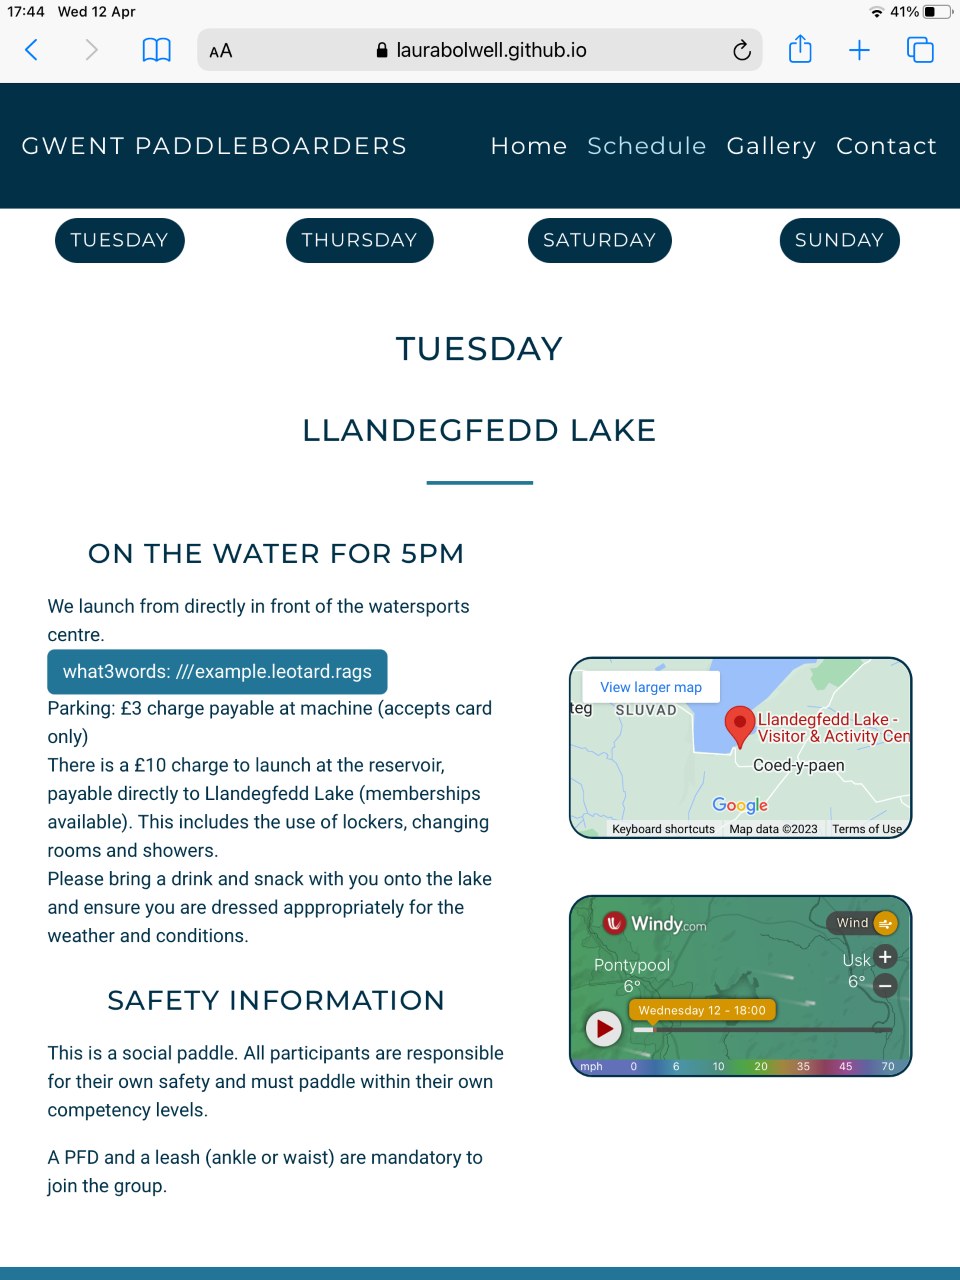 17:44 Wed 12 Apr
41%
AA
laurabolwell.github.io
GWENT PADDLEBOARDERS
Home Schedule Gallery Contact
TUESDAY
THURSDAY
SATURDAY
SUNDAY
TUESDAY
LLANDEGFEDD LAKE
ON THE WATER FOR 5PM
We launch from directly in front of the watersports
centre.
what3words: ///example.leotard.rags
Parking: £3 charge payable at machine (accepts card
only)
There is a £10 charge to launch at the reservoir,
payable directly to Llandegfedd Lake (memberships
available). This includes the use of lockers, changing
rooms and showers.
Please bring a drink and snack with you onto the lake
and ensure you are dressed apppropriately for the
weather and conditions.
SAFETY INFORMATION
This is a social paddle. All participants are responsible
for their own safety and must paddle within their own
competency levels.
A PFD and a leash (ankle or waist) are mandatory to
join the group.
View larger map
teg
SLUVAD
Llandegfedd Lake -
Visitor & Activity Cen
Coed-y-paen
Google
Keyboard shortcuts Map data ©2023 Terms of Use
Windy.com
Wind
Pontypool
6°
Usk
6°
+
−
Wednesday 12 - 18:00
mph 0 6 10 20 35 45 70